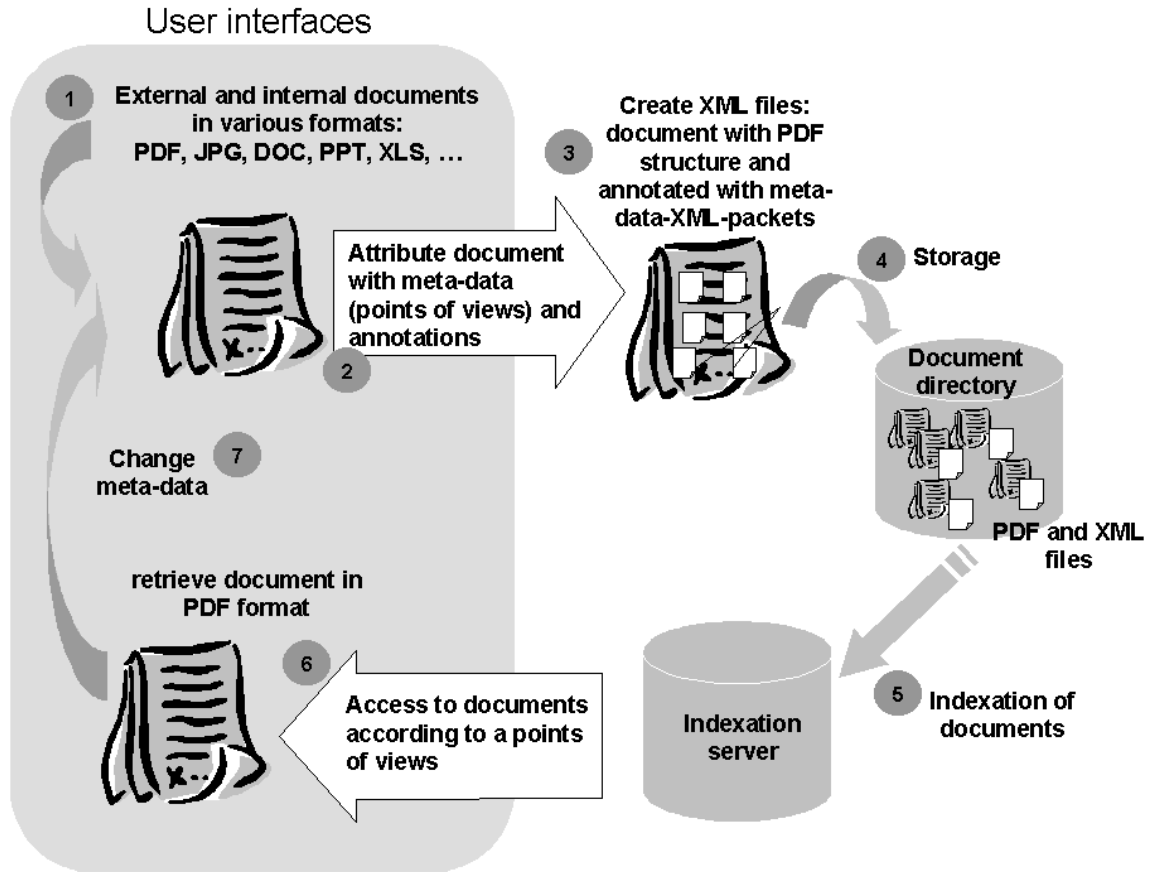 User interfaces
1
External and internal documents
in various formats:
PDF, JPG, DOC, PPT, XLS, …
2
Attribute document
with meta-data
(points of views) and
annotations
3
Create XML files:
document with PDF
structure and
annotated with meta-
data-XML-packets
4
Storage
Document
directory
PDF and XML
files
5
Indexation of
documents
Indexation
server
6
Access to documents
according to a points
of views
retrieve document in
PDF format
7
Change
meta-data